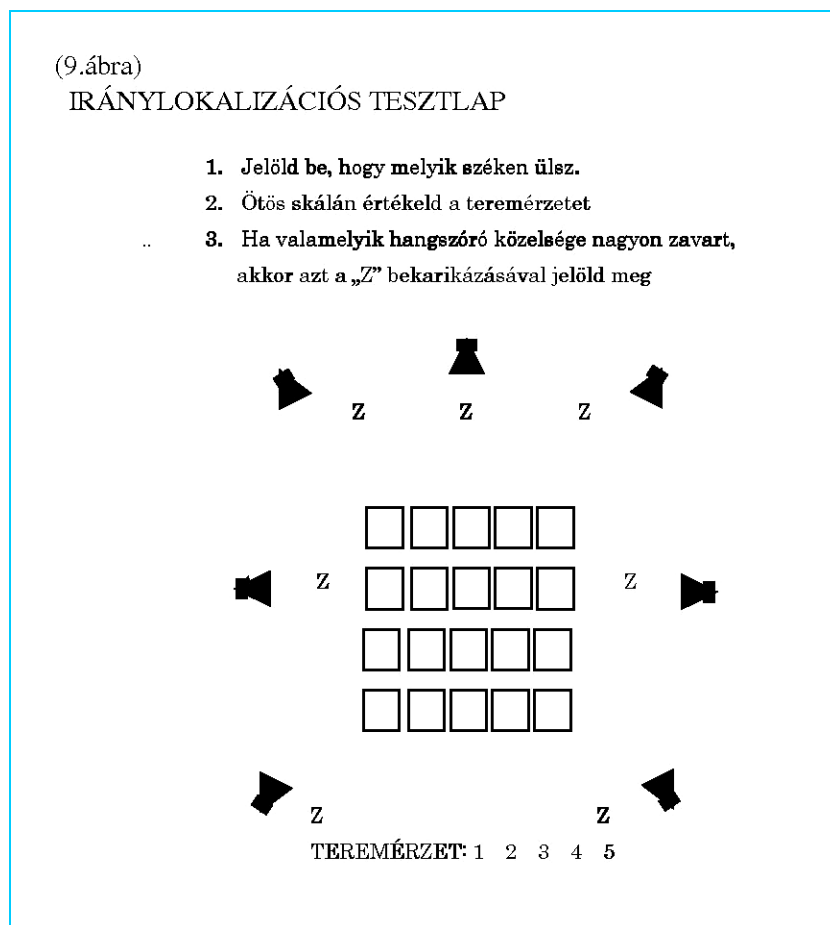 (9.ábra)
IRÁNYLOKALIZÁCIÓS TESZTLAP
1. Jelöld be, hogy melyik széken ülsz.
2. Ötös skálán értékeld a teremérzetet
.. 3. Ha valamelyik hangszóró közelsége nagyon zavart,
akkor azt a „Z” bekarikázásával jelöld meg
Z Z Z
Z Z
Z Z
TEREMÉRZET: 1 2 3 4 5